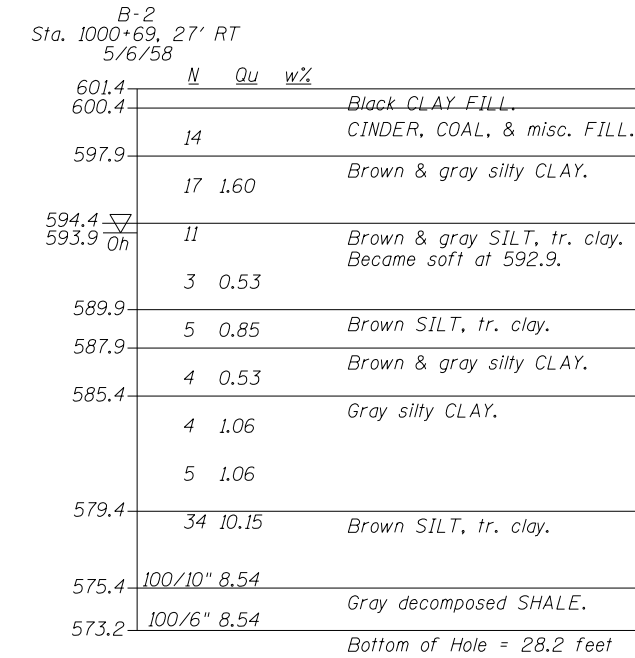 B-2
Sta. 1000+69, 27' RT
5/6/58
N Qu w%
601.4
600.4 Black CLAY FILL.
14 CINDER, COAL, & misc. FILL.
597.9
17 1.60 Brown & gray silty CLAY.
594.4
593.9 0h 11 Brown & gray SILT, tr. clay.
Became soft at 592.9.
3 0.53
589.9
5 0.85 Brown SILT, tr. clay.
587.9
4 0.53 Brown & gray silty CLAY.
585.4
4 1.06 Gray silty CLAY.
5 1.06
579.4
34 10.15 Brown SILT, tr. clay.
575.4 100/10" 8.54
Gray decomposed SHALE.
573.2 100/6" 8.54
Bottom of Hole = 28.2 feet